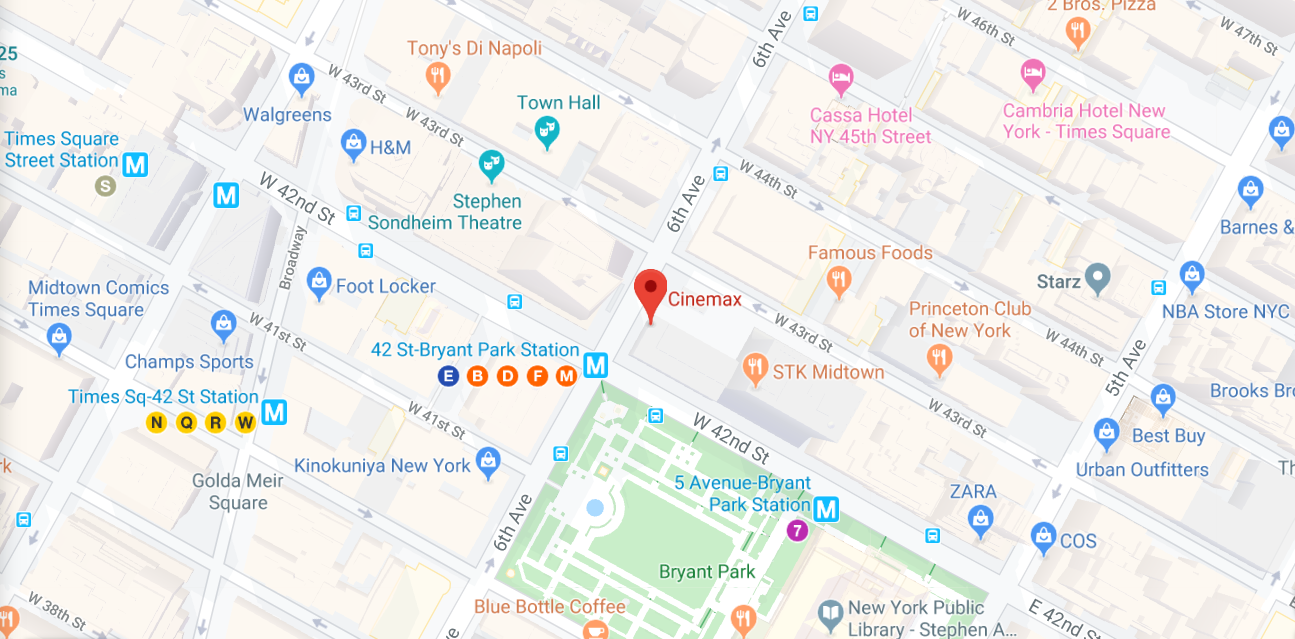 2 Bros. Pizza
6th Ave
W 46th St
W 47th St
25
s
ma
Tony's Di Napoli
W 43rd St
Walgreens
Town Hall
Cassa Hotel
NY 45th Street
Cambria Hotel New
York - Times Square
W 43rd St
Times Square
Street Station
M
S
H&M
M
W 42nd St
Stephen
Sondheim Theatre
6th Ave
W 44th St
Barnes &
Broadway
Famous Foods
Starz
Midtown Comics
Times Square
Foot Locker
Cinemax
Princeton Club
of New York
NBA Store NYC
W 41st St
W 43rd St
W 44th St
Champs Sports
42 St-Bryant Park Station
M
E B D F M
STK Midtown
5th Ave
Brooks Bro
Times Sq-42 St Station
M
N Q R W
W 41st St
W 42nd St
W 43rd St
Best Buy
Urban Outfitters
rk
Kinokuniya New York
Golda Meir
Square
5 Avenue-Bryant
Park Station
M
7
ZARA
Th
6th Ave
COS
Bryant Park
W 38th St
Blue Bottle Coffee
New York Public
Library - Stephen A...
E 42nd St
ve